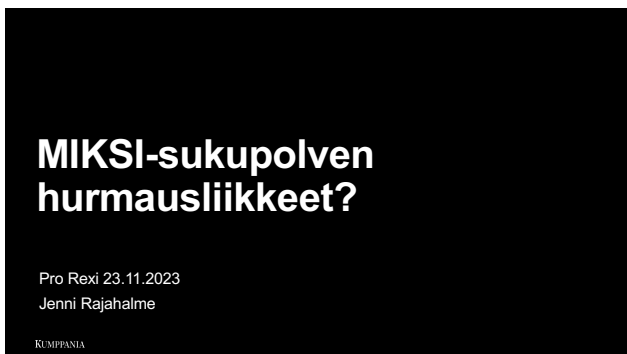 MIKSI-sukupolven
hurmausliikkeet?
Pro Rexi 23.11.2023
Jenni Rajahalme
KUMPPANIA